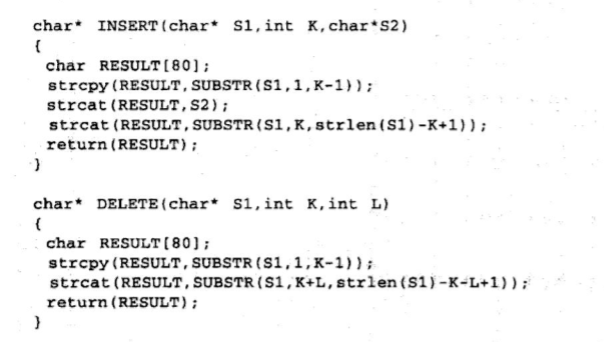 char* INSERT(char* S1,int K,char*S2)
{
char RESULT[80];
strcpy(RESULT,SUBSTR(S1,1,K-1));
strcat(RESULT,S2);
strcat(RESULT,SUBSTR(S1,K,strlen(S1)-K+1));
return(RESULT);
}
char* DELETE(char* S1,int K,int L)
{
char RESULT[80];
strcpy(RESULT,SUBSTR(S1,1,K-1));
strcat(RESULT,SUBSTR(S1,K+L,strlen(S1)-K-L+1));
return(RESULT);
}